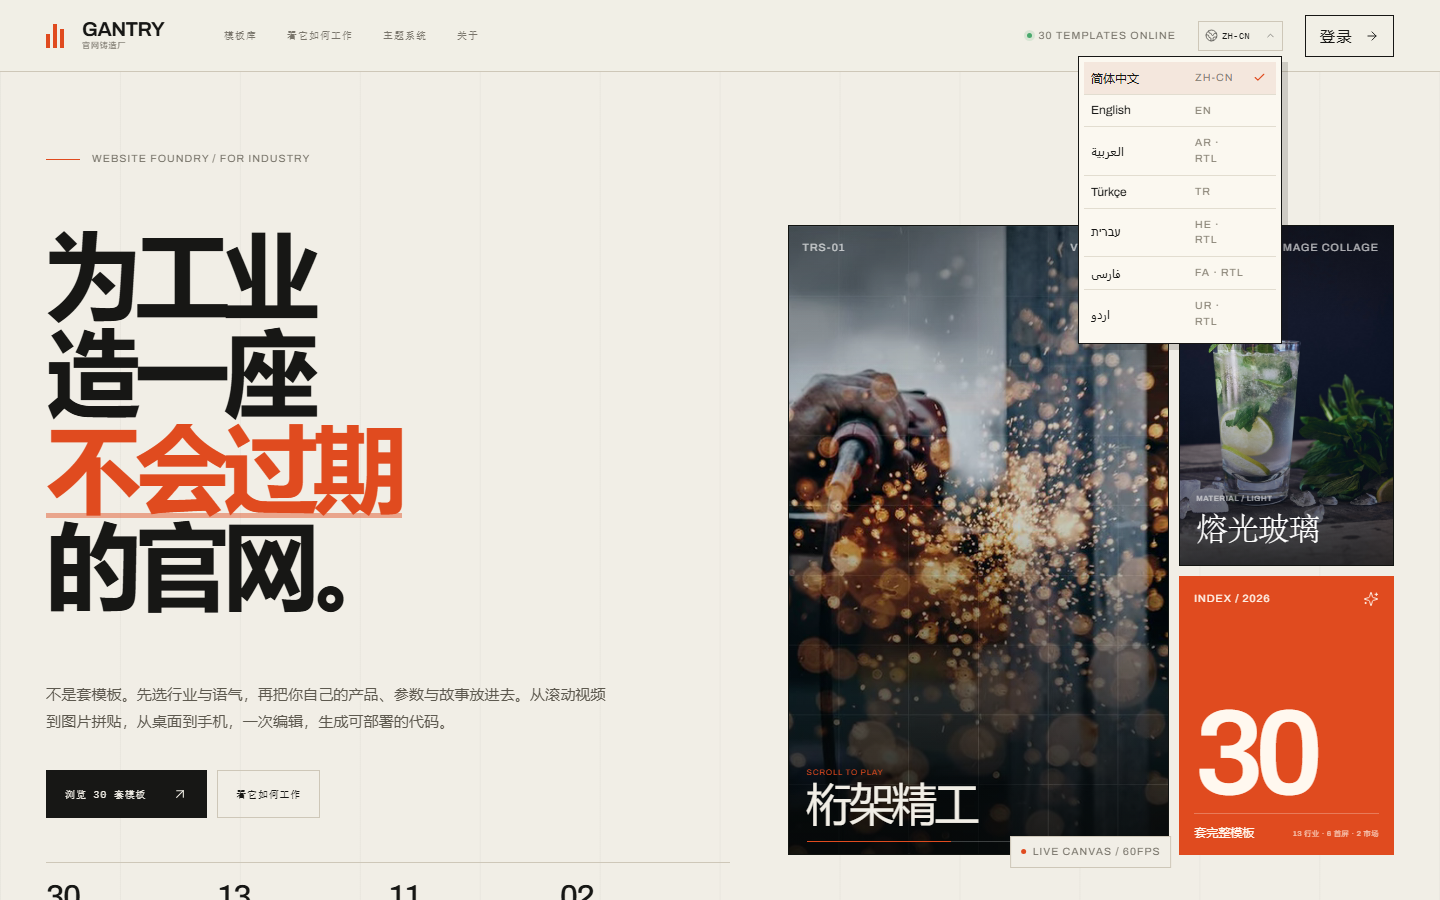 GANTRY
官网铸造厂
模板库
看它如何工作
主题系统
关于
30 TEMPLATES ONLINE
ZH-CN
登录
简体中文 ZH-CN
English EN
العربية AR · RTL
Türkçe TR
עברית HE · RTL
فارسی FA · RTL
اردو UR · RTL
WEBSITE FOUNDRY / FOR INDUSTRY
为工业
造一座
不会过期
的官网。
不是套模板。先选行业与语气，再把你自己的产品、参数与故事放进去。从滚动视频
到图片拼贴，从桌面到手机，一次编辑，生成可部署的代码。
浏览 30 套模板
看它如何工作
30
13
11
02
TRS-01
SCROLL TO PLAY
桁架精工
LIVE CANVAS / 60FPS
MAGE COLLAGE
MATERIAL / LIGHT
熔光玻璃
INDEX / 2026
30
套完整模板
13 行业 · 8 首屏 · 2 市场